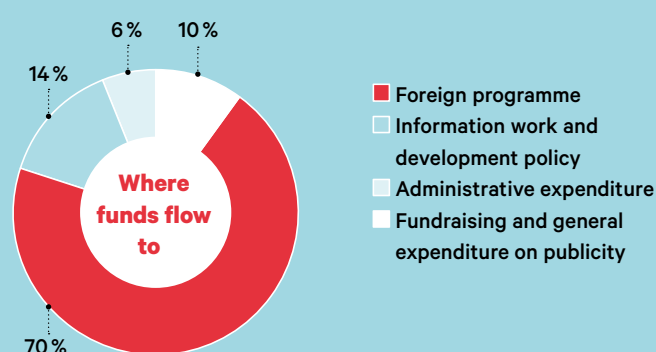 6 %
10 %
14 %
Where
funds flow
to
70 %
Foreign programme
Information work and
development policy
Administrative expenditure
Fundraising and general
expenditure on publicity